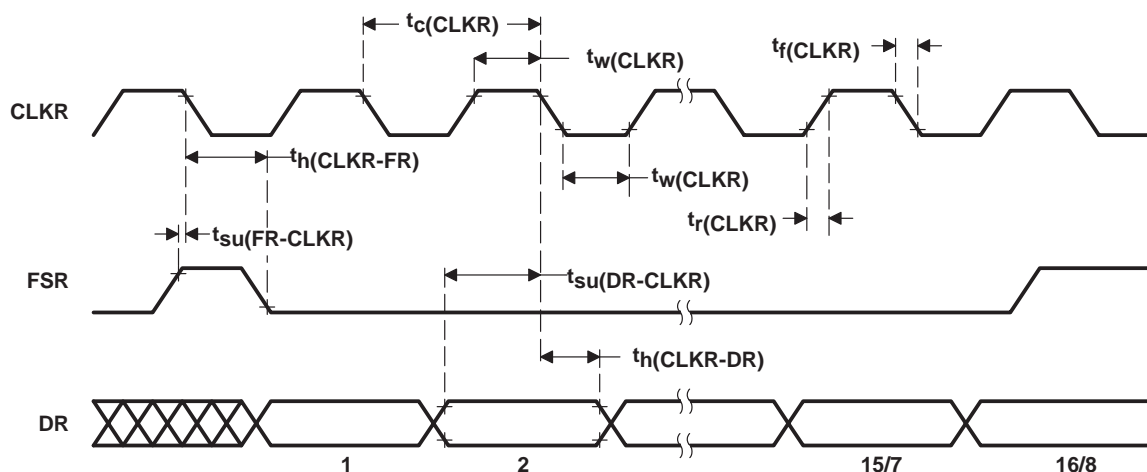 tc(CLKR)
tw(CLKR)
tf(CLKR)
CLKR
th(CLKR-FR)
tw(CLKR)
tr(CLKR)
tsu(FR-CLKR)
FSR
tsu(DR-CLKR)
th(CLKR-DR)
DR
1 2 15/7 16/8